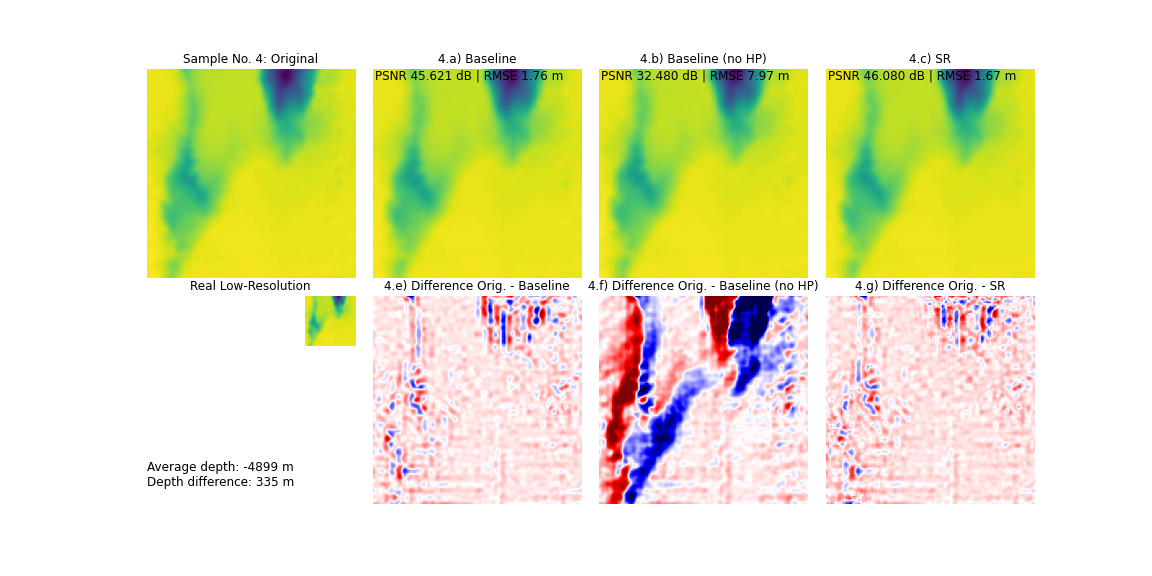 Sample No. 4: Original
4.a) Baseline
4.b) Baseline (no HP)
4.c) SR
PSNR 45.621 dB | RMSE 1.76 m
PSNR 32.480 dB | RMSE 7.97 m
PSNR 46.080 dB | RMSE 1.67 m
Real Low-Resolution
4.e) Difference Orig. - Baseline
4.f) Difference Orig. - Baseline (no HP)
4.g) Difference Orig. - SR
Average depth: -4899 m
Depth difference: 335 m